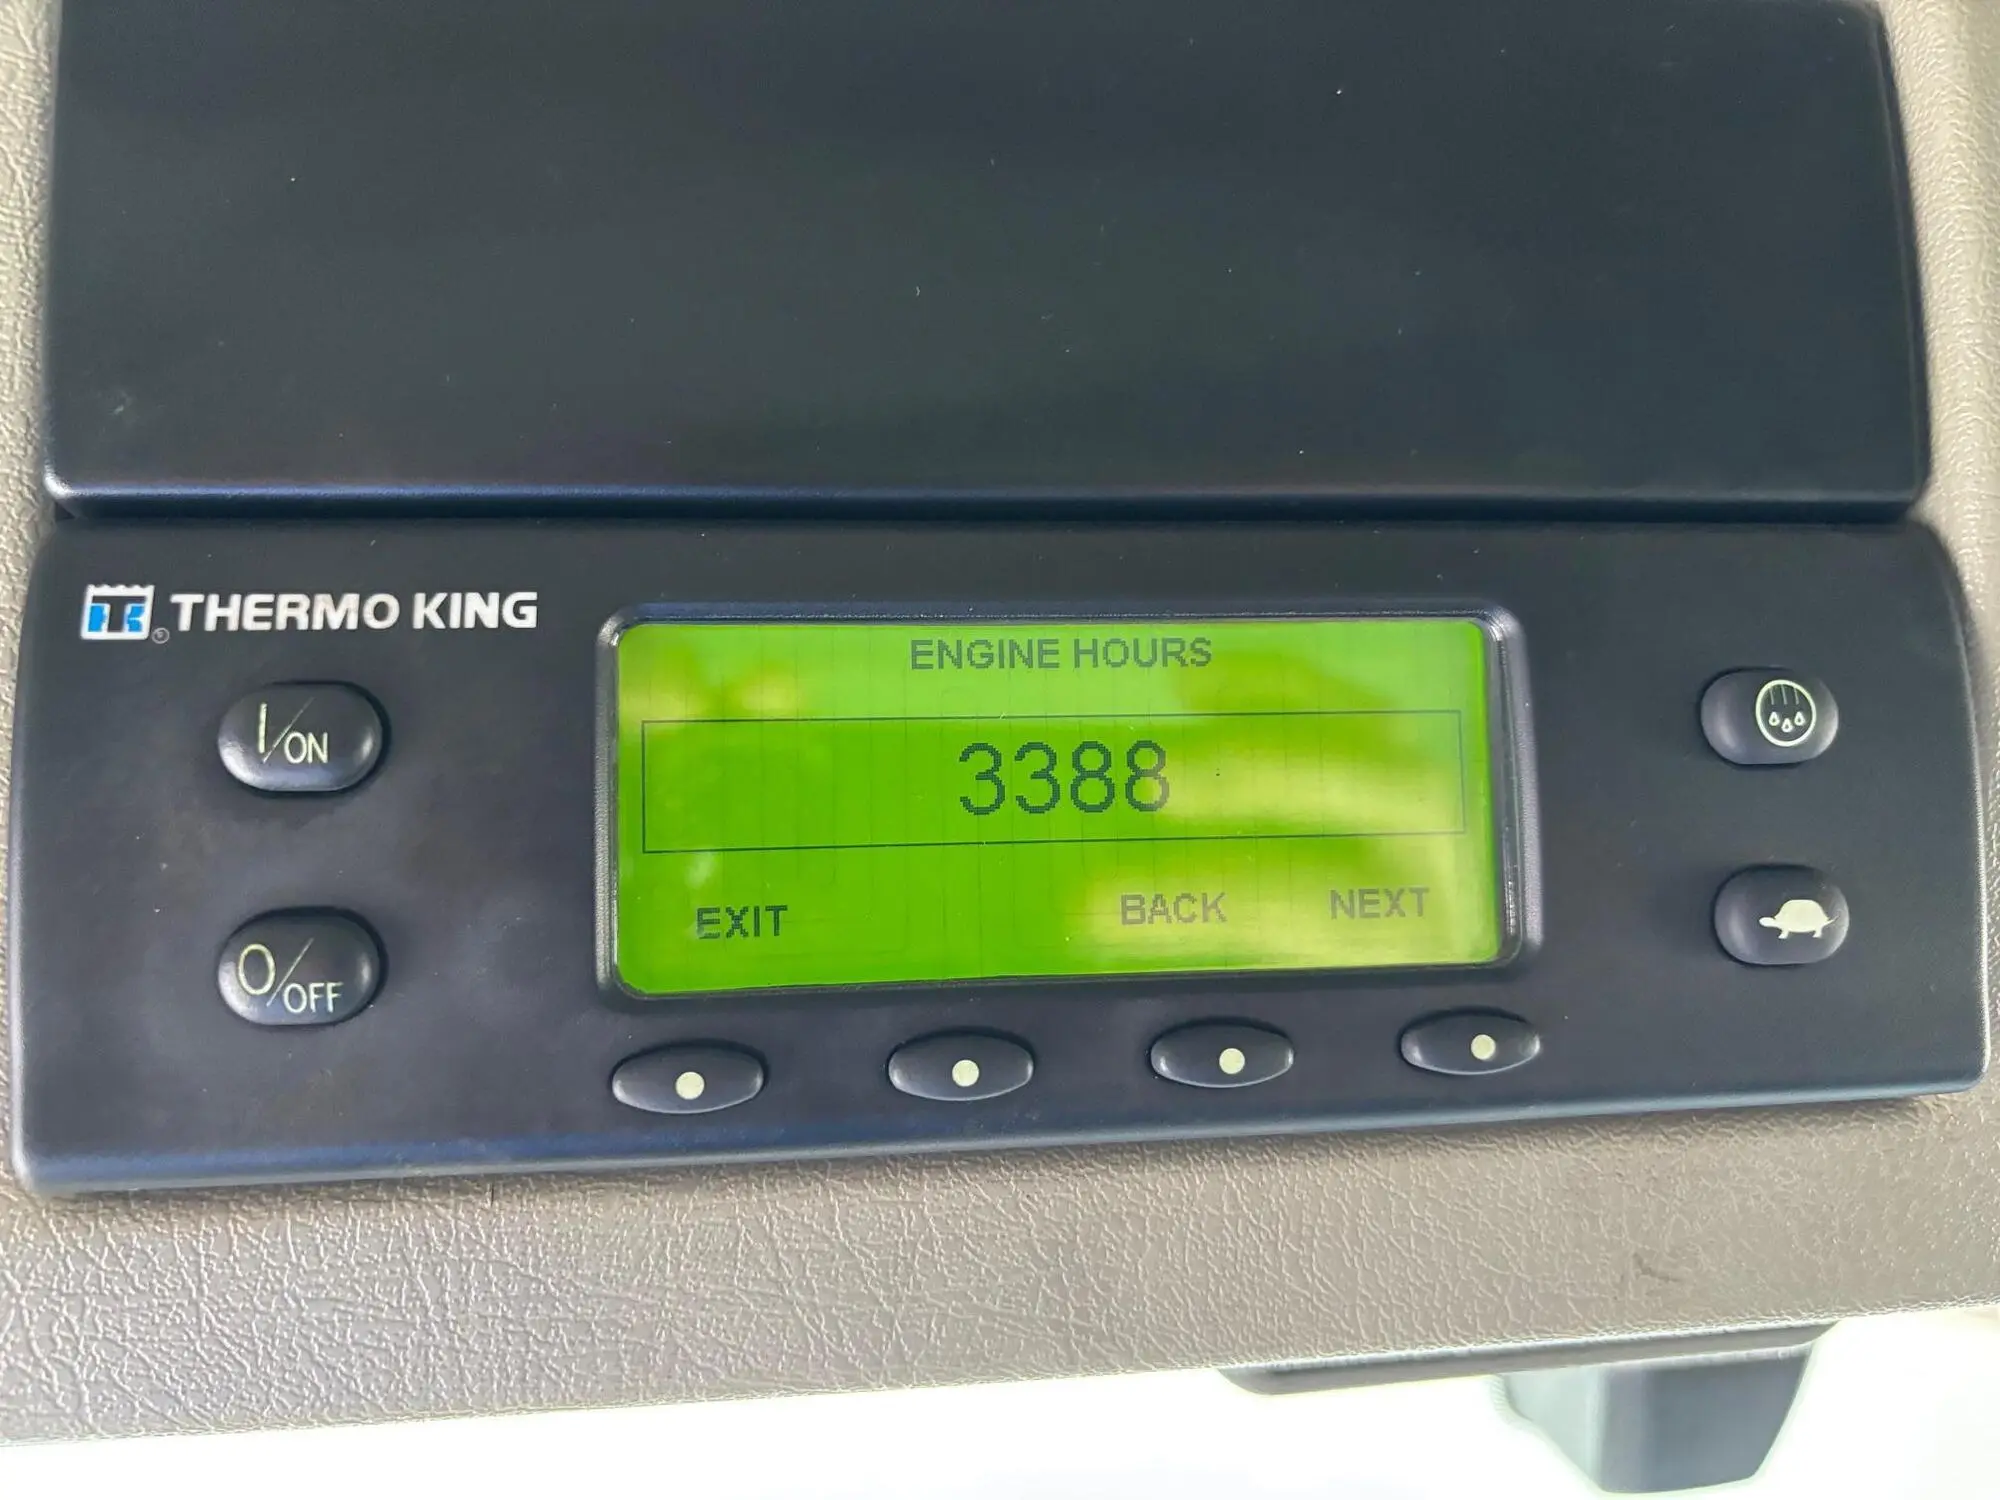 THERMO KING
ENGINE HOURS
I/ON
3388
EXIT BACK NEXT
O/OFF